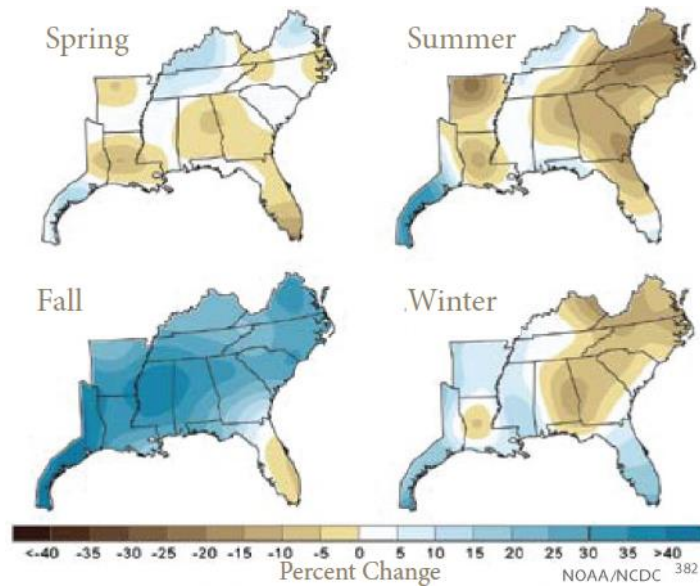 Spring
Summer
Fall
Winter
<-40 -35 -30 -25 -20 -15 -10 -5 0 5 10 15 20 25 30 35 >40
Percent Change
NOAA/NCDC 382